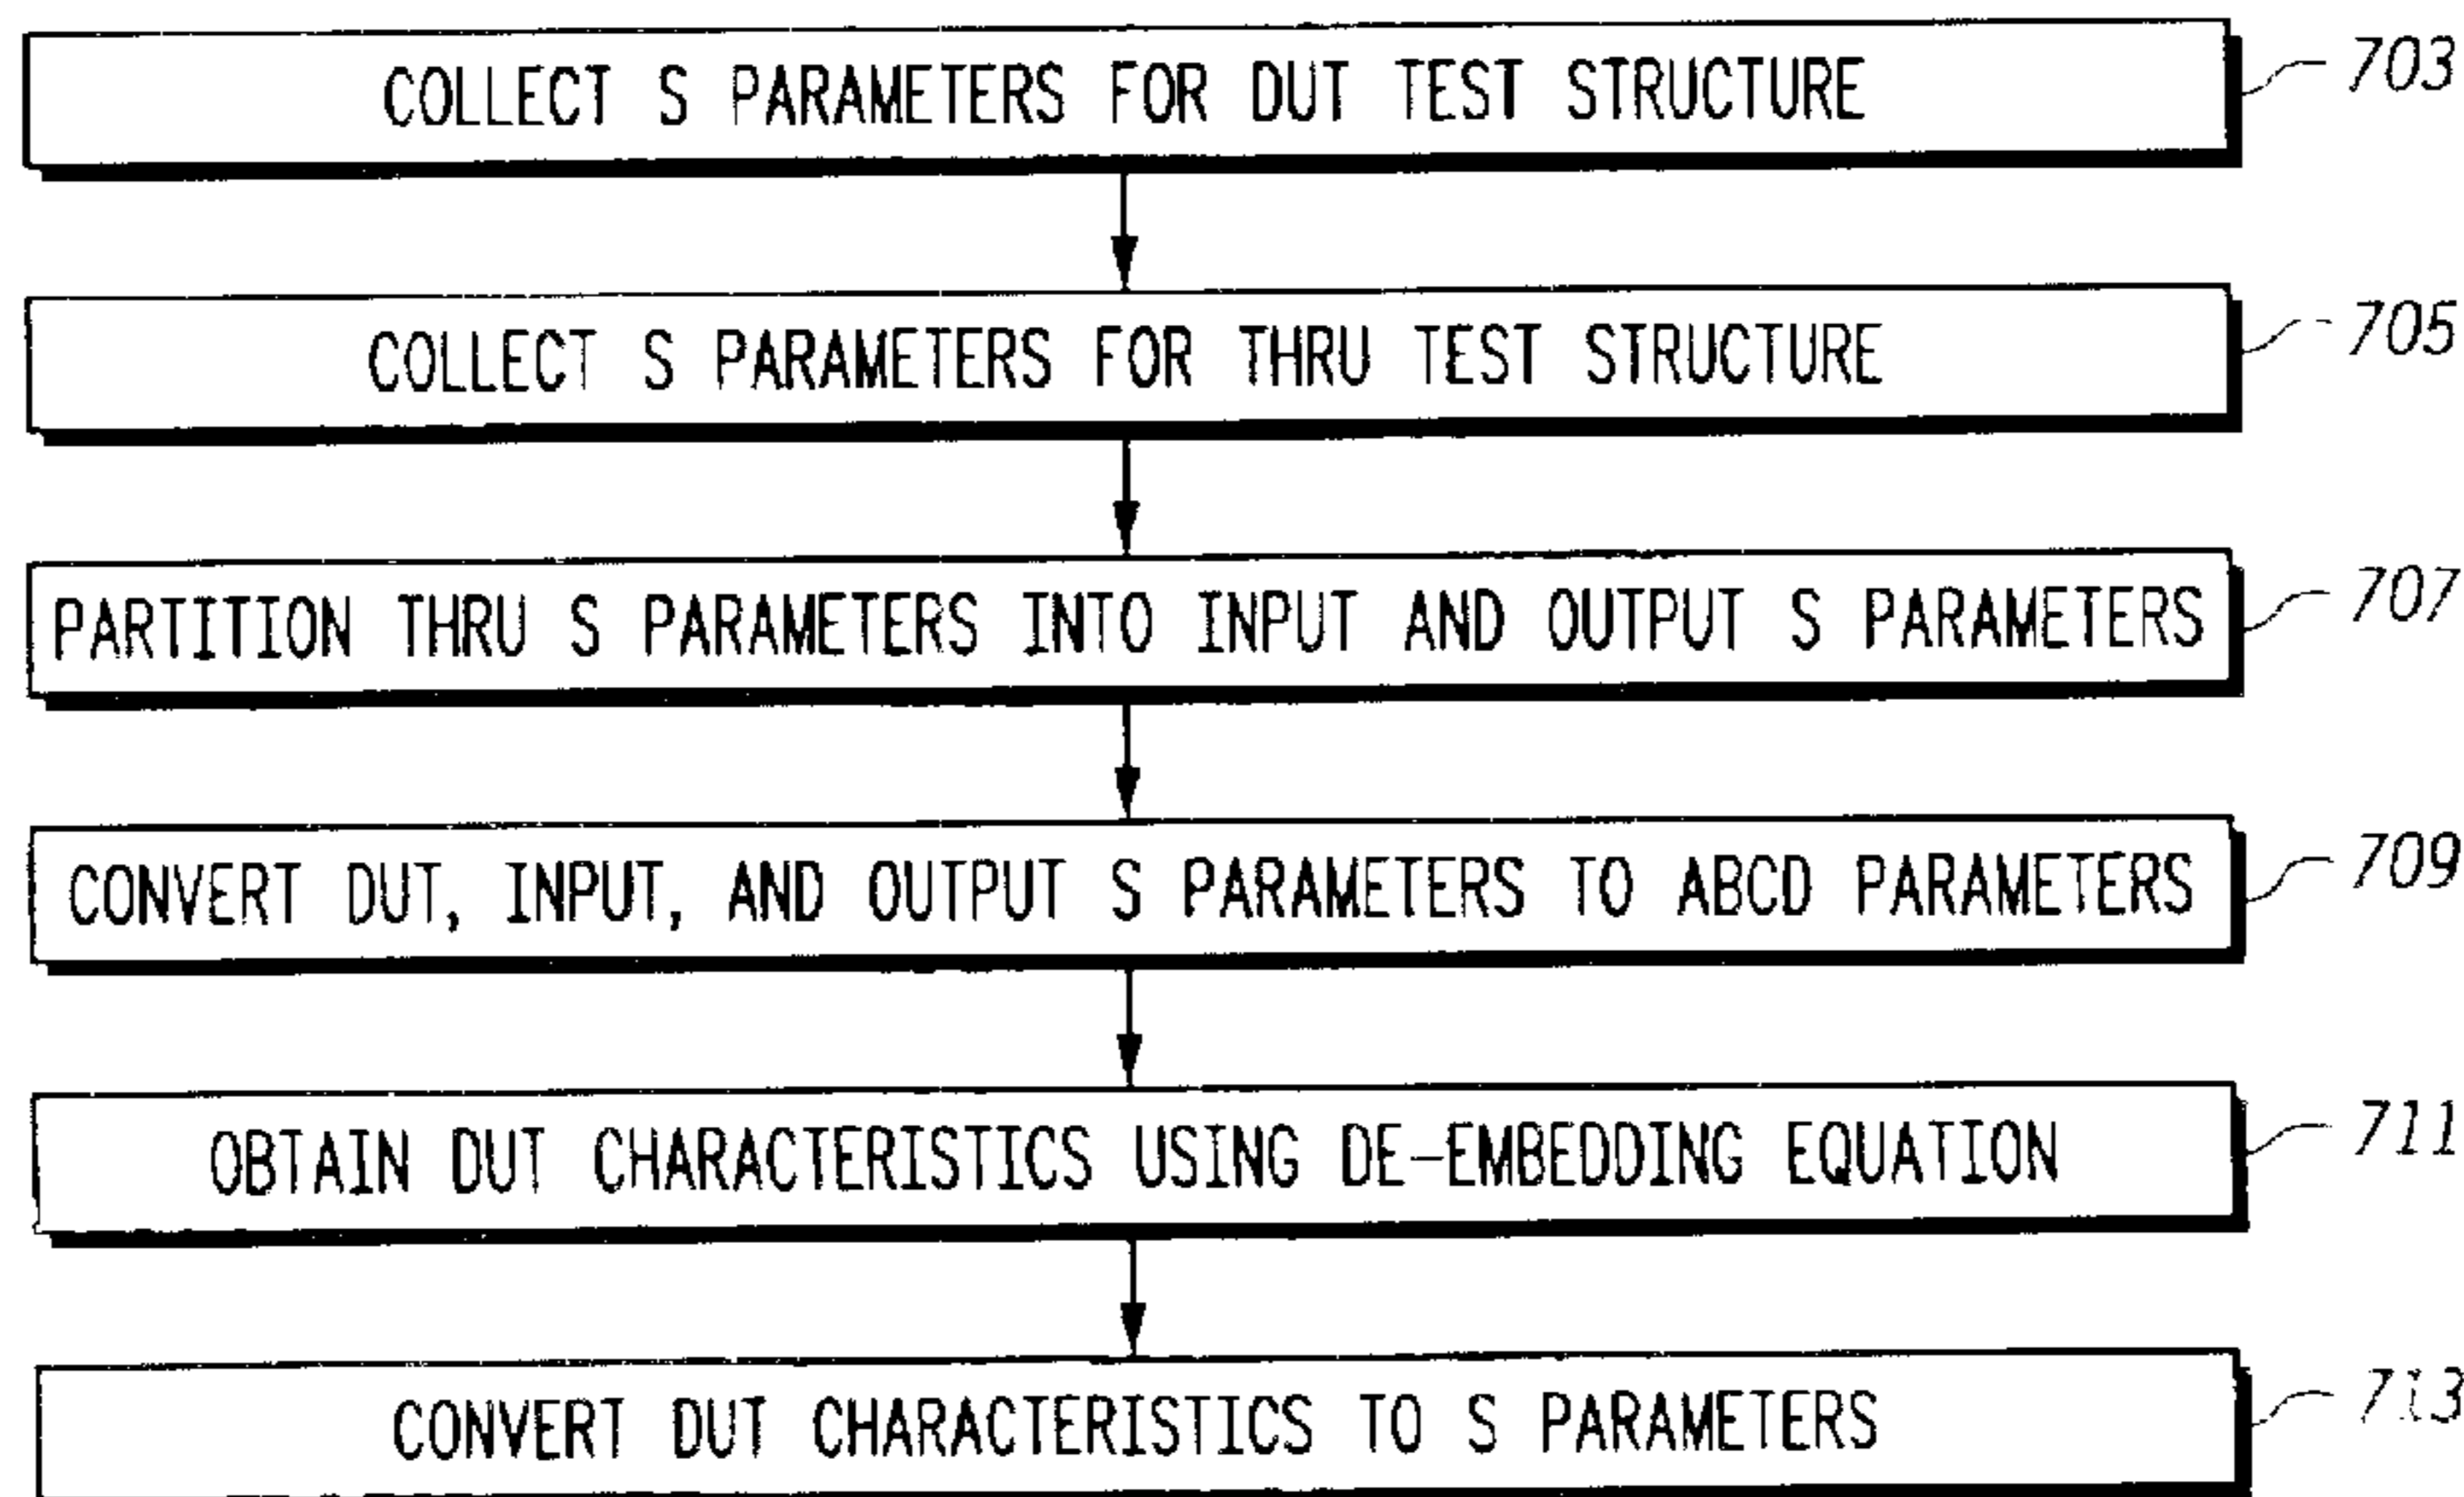 COLLECT S PARAMETERS FOR DUT TEST STRUCTURE 703
COLLECT S PARAMETERS FOR THRU TEST STRUCTURE 705
PARTITION THRU S PARAMETERS INTO INPUT AND OUTPUT S PARAMETERS 707
CONVERT DUT, INPUT, AND OUTPUT S PARAMETERS TO ABCD PARAMETERS 709
OBTAIN DUT CHARACTERISTICS USING DE-EMBEDDING EQUATION 711
CONVERT DUT CHARACTERISTICS TO S PARAMETERS 713